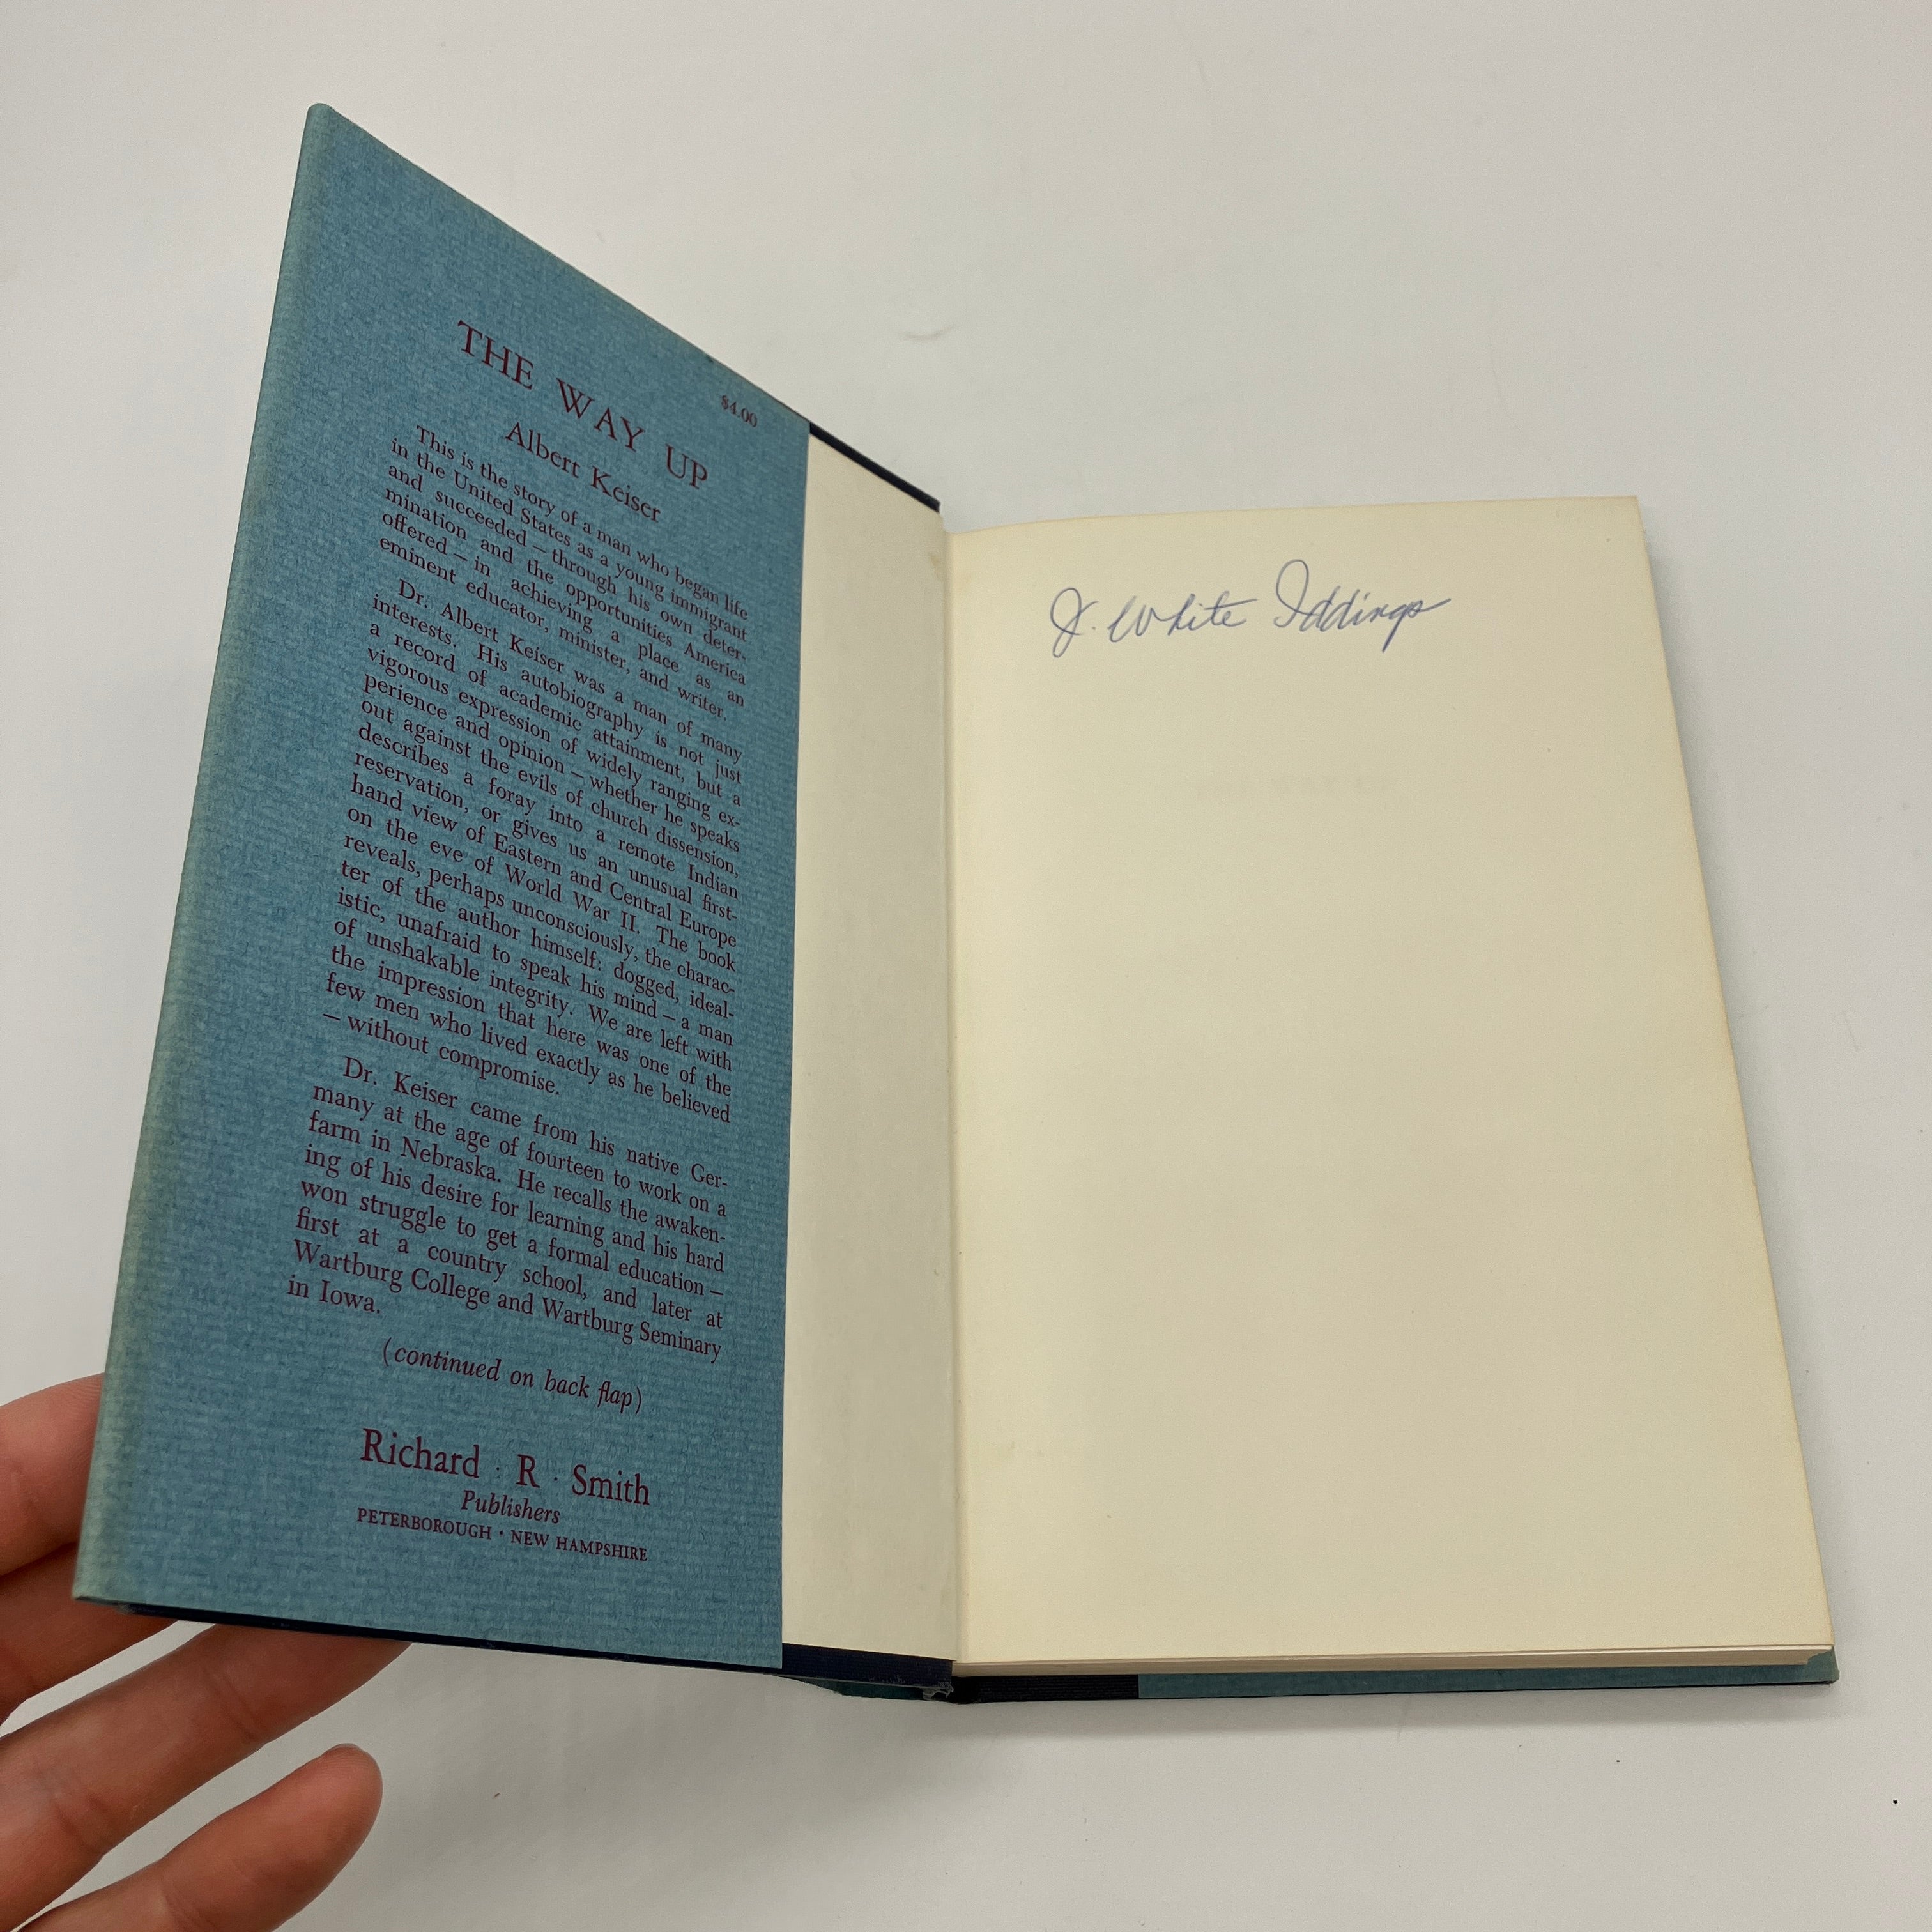 $4.00
THE WAY UP
Albert Keiser
This is the story of a man who began life
in the United States as a young immigrant
and succeeded – through his own deter-
mination and the opportunities America
offered – in achieving a place as an
eminent educator, minister, and writer.
Dr. Albert Keiser was a man of many
interests. His autobiography is not just
a record of academic attainment, but a
vigorous expression of widely ranging ex-
perience and opinion – whether he speaks
out against the evils of church dissension,
describes a foray into a remote Indian
reservation, or gives us an unusual first-
hand view of Eastern and Central Europe
on the eve of World War II. The book
reveals, perhaps unconsciously, the charac-
ter of the author himself: dogged, ideal-
istic, unafraid to speak his mind – a man
of unshakable integrity. We are left with
the impression that here was one of the
few men who lived exactly as he believed
– without compromise.
Dr. Keiser came from his native Ger-
many at the age of fourteen to work on a
farm in Nebraska. He recalls the awaken-
ing of his desire for learning and his hard
won struggle to get a formal education –
first at a country school, and later at
Wartburg College and Wartburg Seminary
in Iowa.
(continued on back flap)
Richard · R · Smith
Publishers
PETERBOROUGH · NEW HAMPSHIRE
J. White Iddings